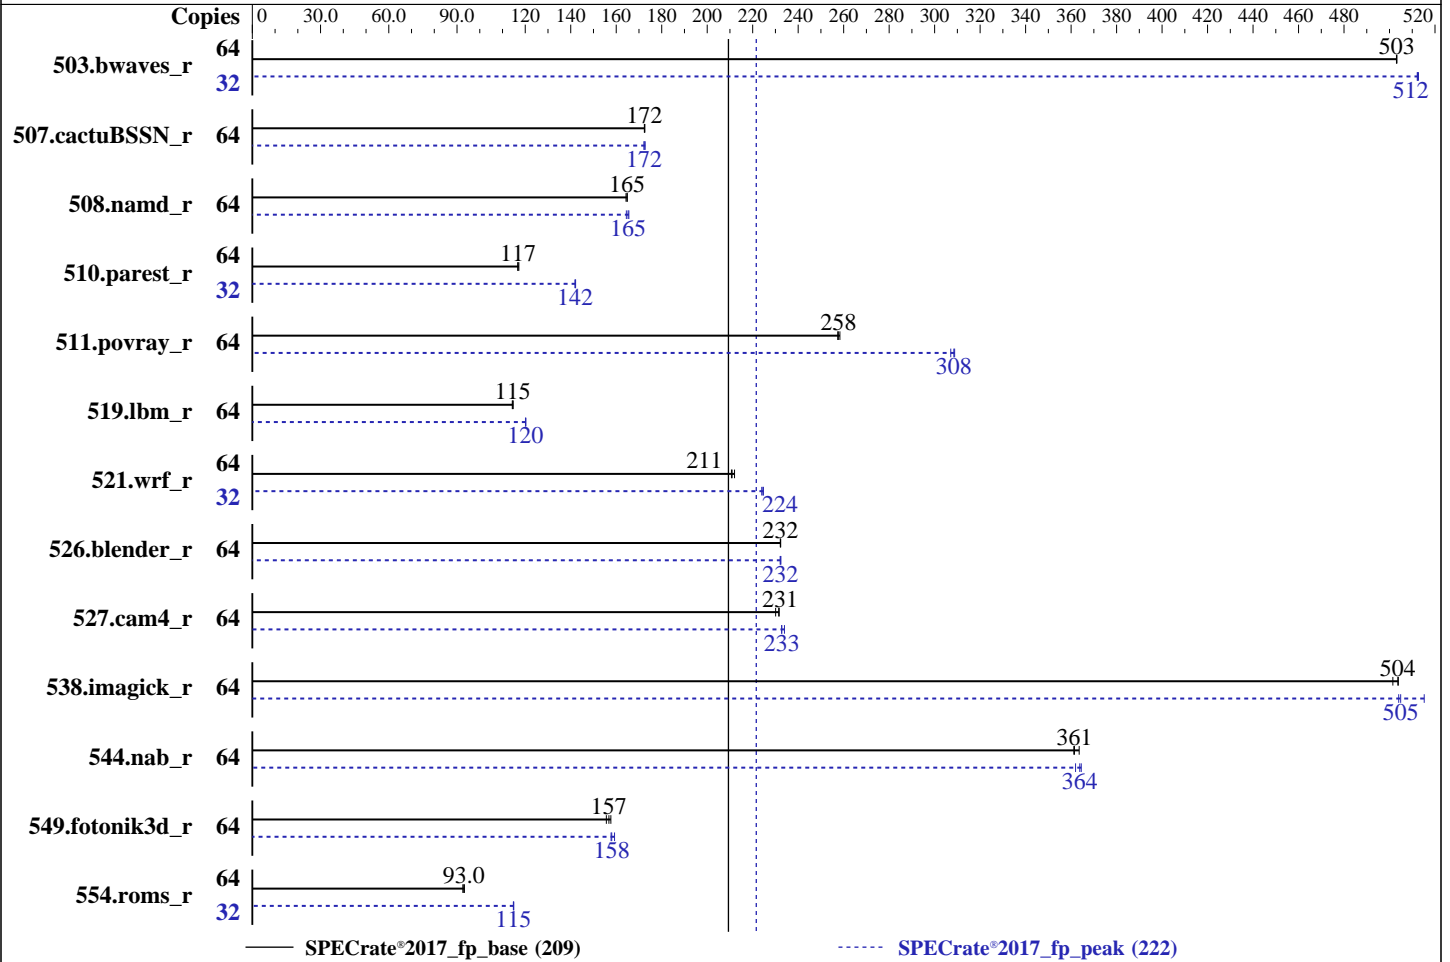 Copies 0 30.0 60.0 90.0 120 140 160 180 200 220 240 260 280 300 320 340 360 380 400 420 440 460 480 520
503.bwaves_r 64 503
32 512
507.cactuBSSN_r 64 172
172
508.namd_r 64 165
165
510.parest_r 64 117
32 142
511.povray_r 64 258
308
519.lbm_r 64 115
120
521.wrf_r 64 211
32 224
526.blender_r 64 232
232
527.cam4_r 64 231
233
538.imagick_r 64 504
505
544.nab_r 64 361
364
549.fotonik3d_r 64 157
158
554.roms_r 64 93.0
32 115
SPECrate®2017_fp_base (209) SPECrate®2017_fp_peak (222)